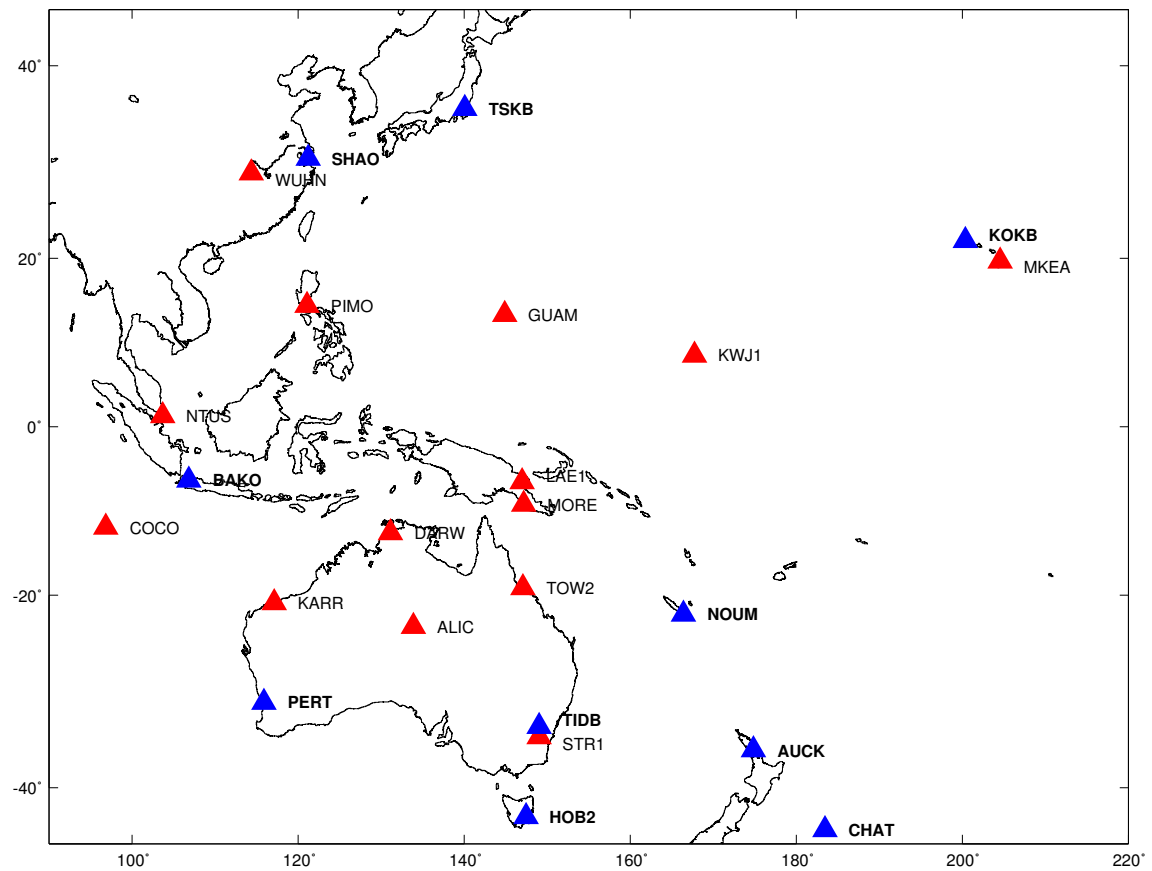 40°
TSKB
SHAO
WUHN
KOKB
20°
MKEA
PIMO
GUAM
KWJ1
NTUS
0°
LAE1
BAKO
MORE
COCO
DARW
TOW2
-20°
KARR
NOUM
ALIC
PERT
TIDB
STR1
AUCK
-40°
HOB2
CHAT
100° 120° 140° 160° 180° 200° 220°